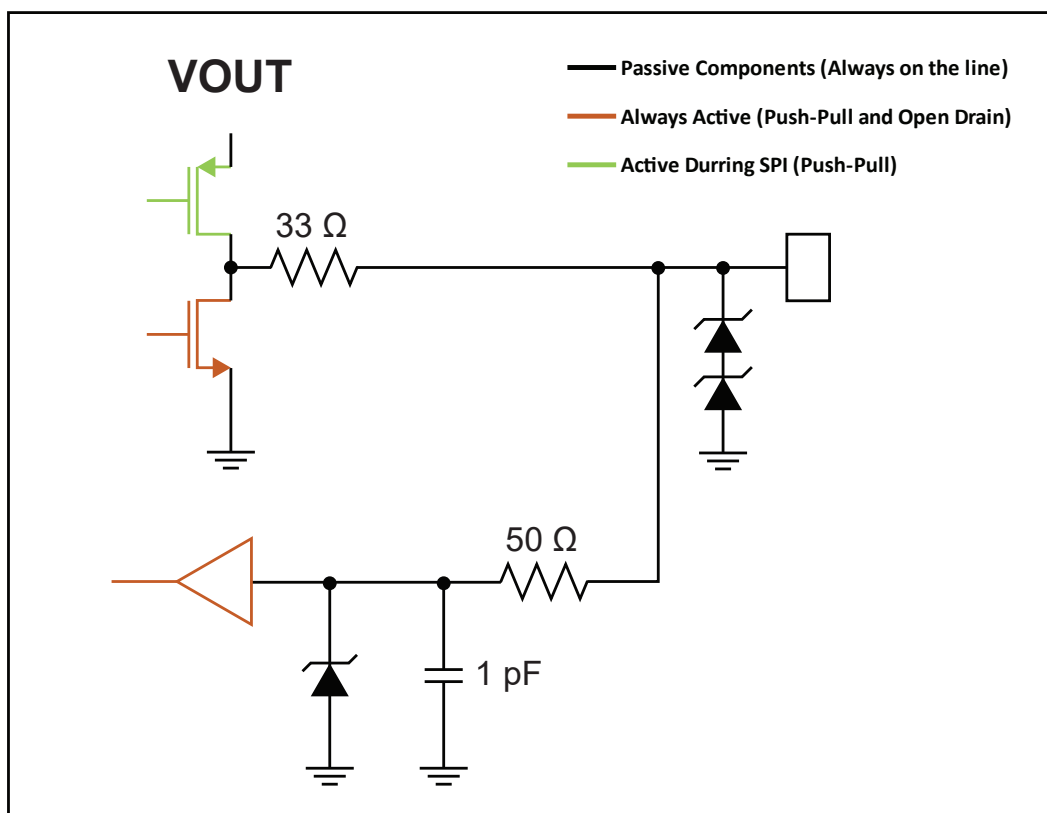 VOUT
Passive Components (Always on the line)
Always Active (Push-Pull and Open Drain)
Active Durring SPI (Push-Pull)
33 Ω
50 Ω
1 pF